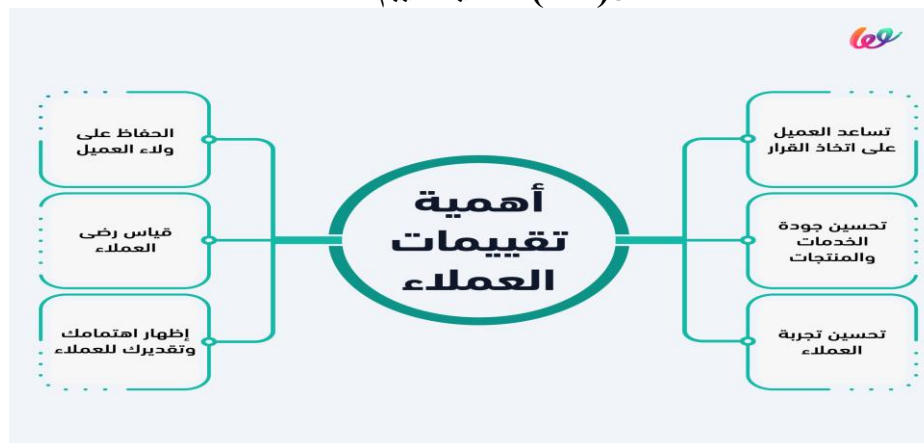 أهمية
تقييمات
العملاء
تساعد العميل
على اتخاذ القرار
تحسين جودة
الخدمات
والمنتجات
تحسين تجربة
العملاء
الحفاظ على
ولاء العميل
قياس رضى
العملاء
إظهار اهتمامك
وتقديرك للعملاء